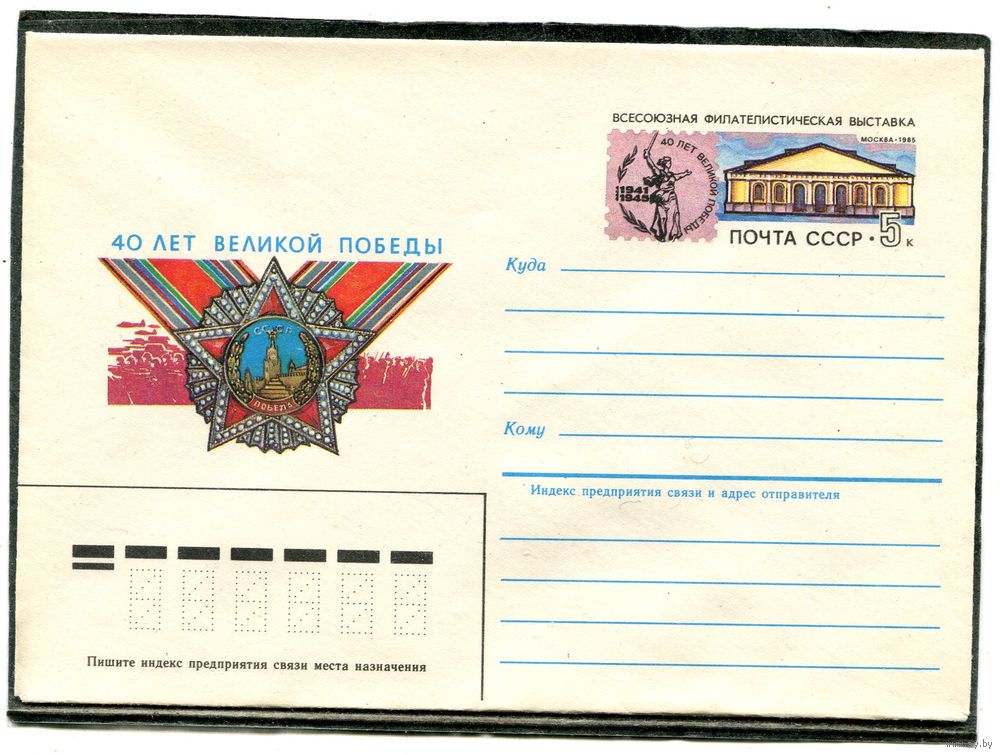 ВСЕСОЮЗНАЯ ФИЛАТЕЛИСТИЧЕСКАЯ ВЫСТАВКА
МОСКВА · 1985
40 ЛЕТ ВЕЛИКОЙ ПОБЕДЫ
1941
1945
ПОЧТА СССР · 5 к
40 ЛЕТ ВЕЛИКОЙ ПОБЕДЫ
СССР
ПОБЕДА
Куда
Кому
Индекс предприятия связи и адрес отправителя
Пишите индекс предприятия связи места назначения